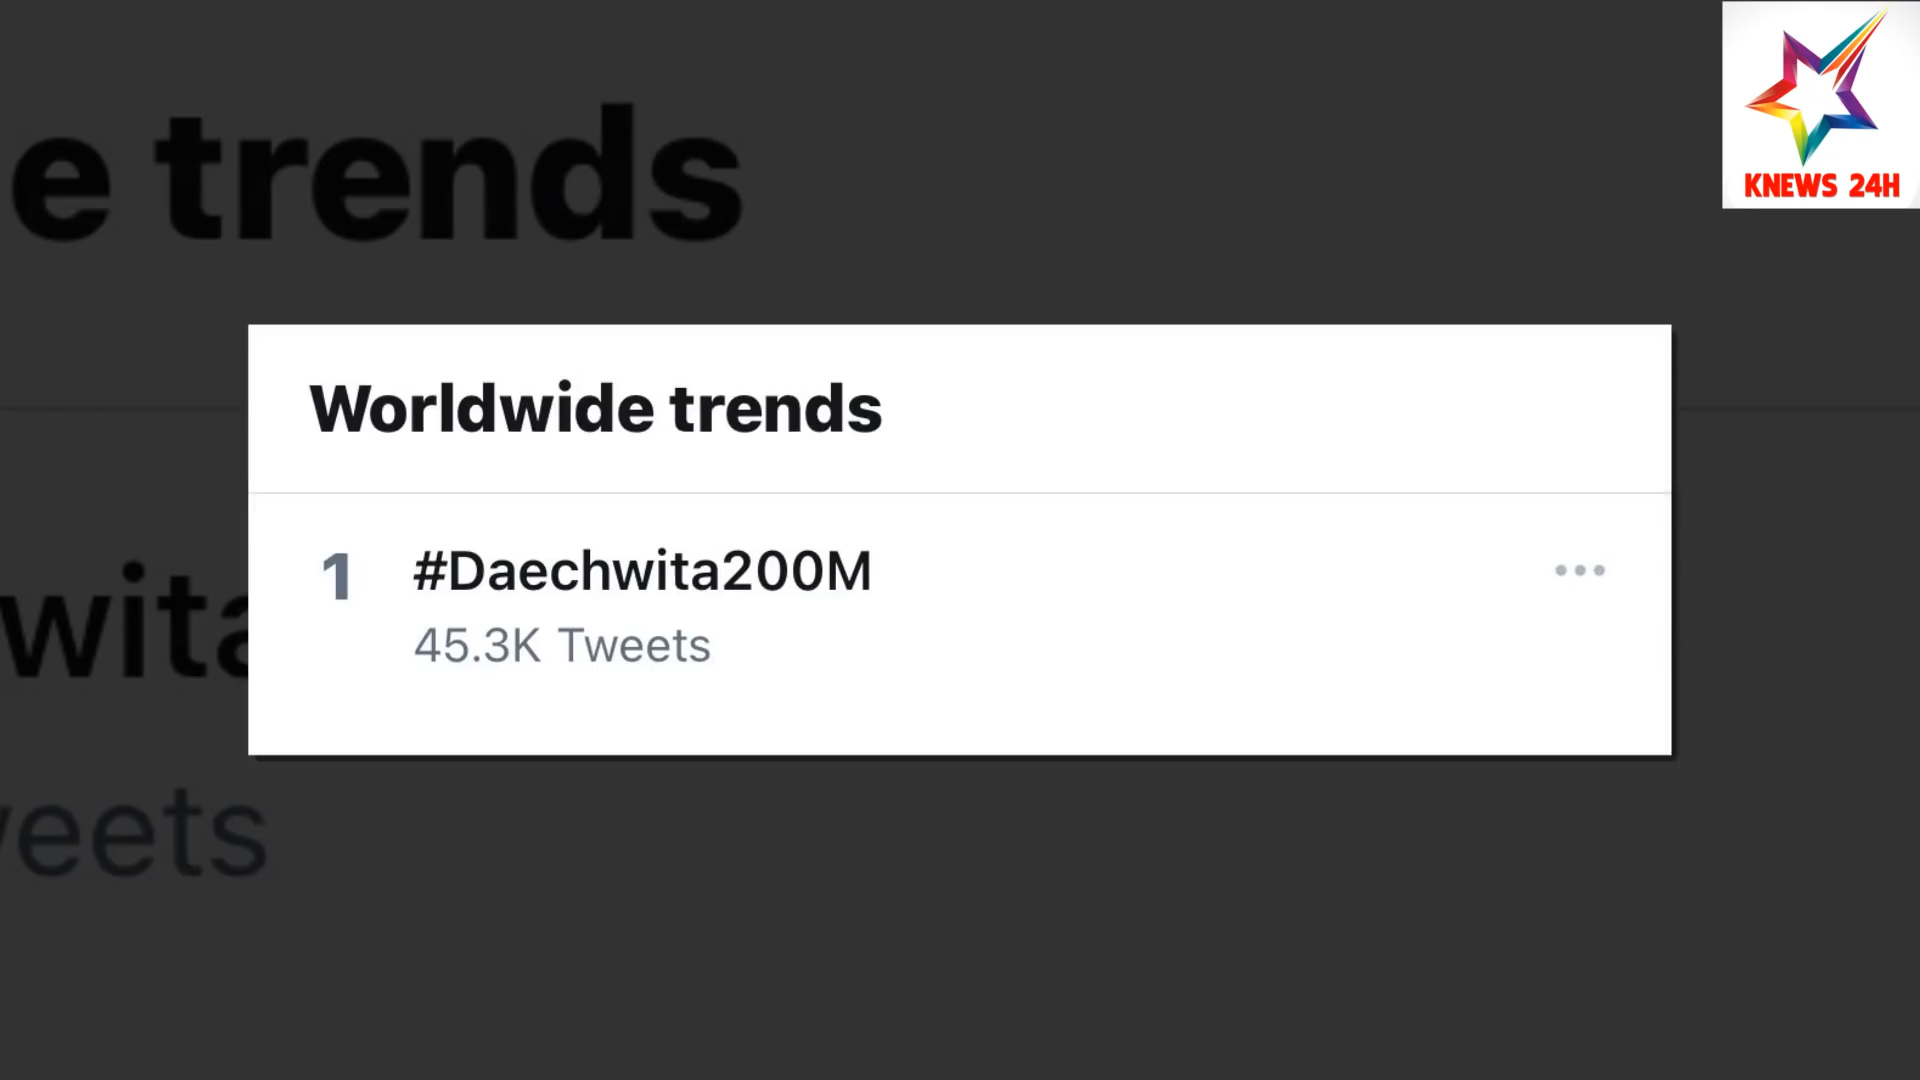 e trends
KNEWS 24H
Worldwide trends
1 #Daechwita200M
45.3K Tweets
wita
eets